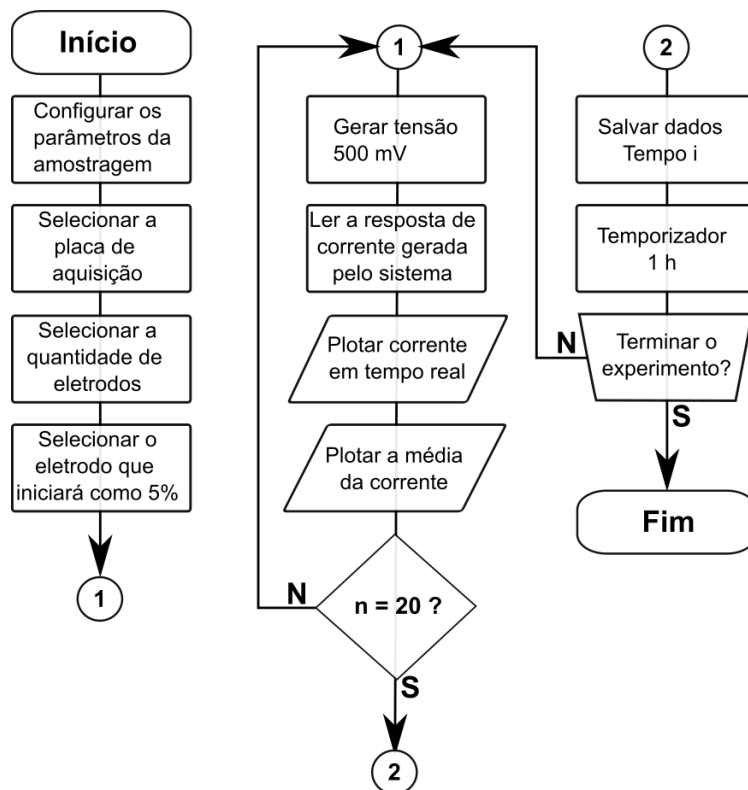 Início
Configurar os
parâmetros da
amostragem
Selecionar a
placa de
aquisição
Selecionar a
quantidade de
eletrodos
Selecionar o
eletrodo que
iniciará como 5%
1
1
Gerar tensão
500 mV
Ler a resposta de
corrente gerada
pelo sistema
Plotar corrente
em tempo real
Plotar a média
da corrente
N
n = 20 ?
S
2
2
Salvar dados
Tempo i
Temporizador
1 h
N
Terminar o
experimento?
S
Fim